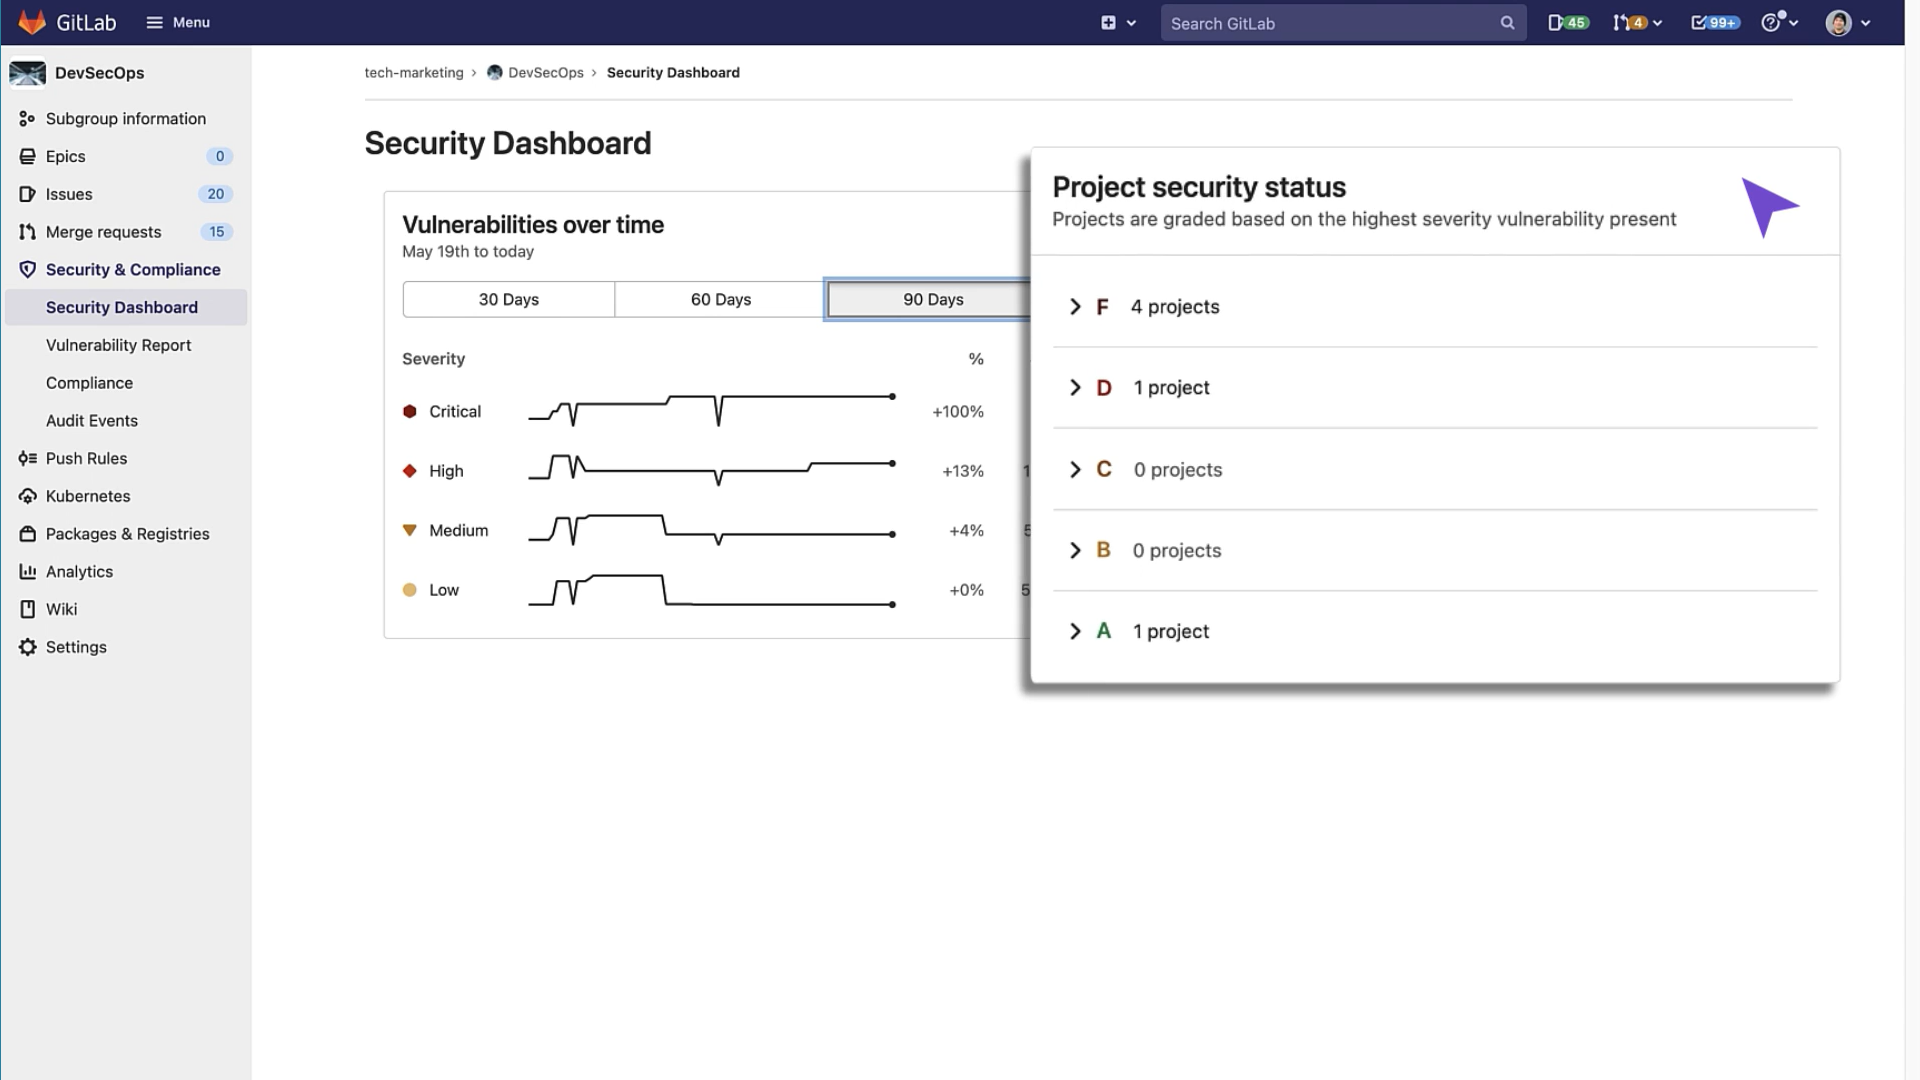 GitLab
Menu
Search GitLab
45
4
99+
DevSecOps
Subgroup information
Epics 0
Issues 20
Merge requests 15
Security & Compliance
Security Dashboard
Vulnerability Report
Compliance
Audit Events
Push Rules
Kubernetes
Packages & Registries
Analytics
Wiki
Settings
tech-marketing › DevSecOps › Security Dashboard
Security Dashboard
Vulnerabilities over time
May 19th to today
30 Days 60 Days 90 Days
Severity %
Critical +100%
High +13% 1
Medium +4% 5
Low +0% 5
Project security status
Projects are graded based on the highest severity vulnerability present
F 4 projects
D 1 project
C 0 projects
B 0 projects
A 1 project